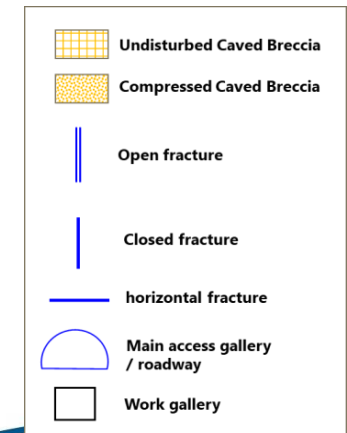 Undisturbed Caved Breccia
Compressed Caved Breccia
Open fracture
Closed fracture
horizontal fracture
Main access gallery
/ roadway
Work gallery